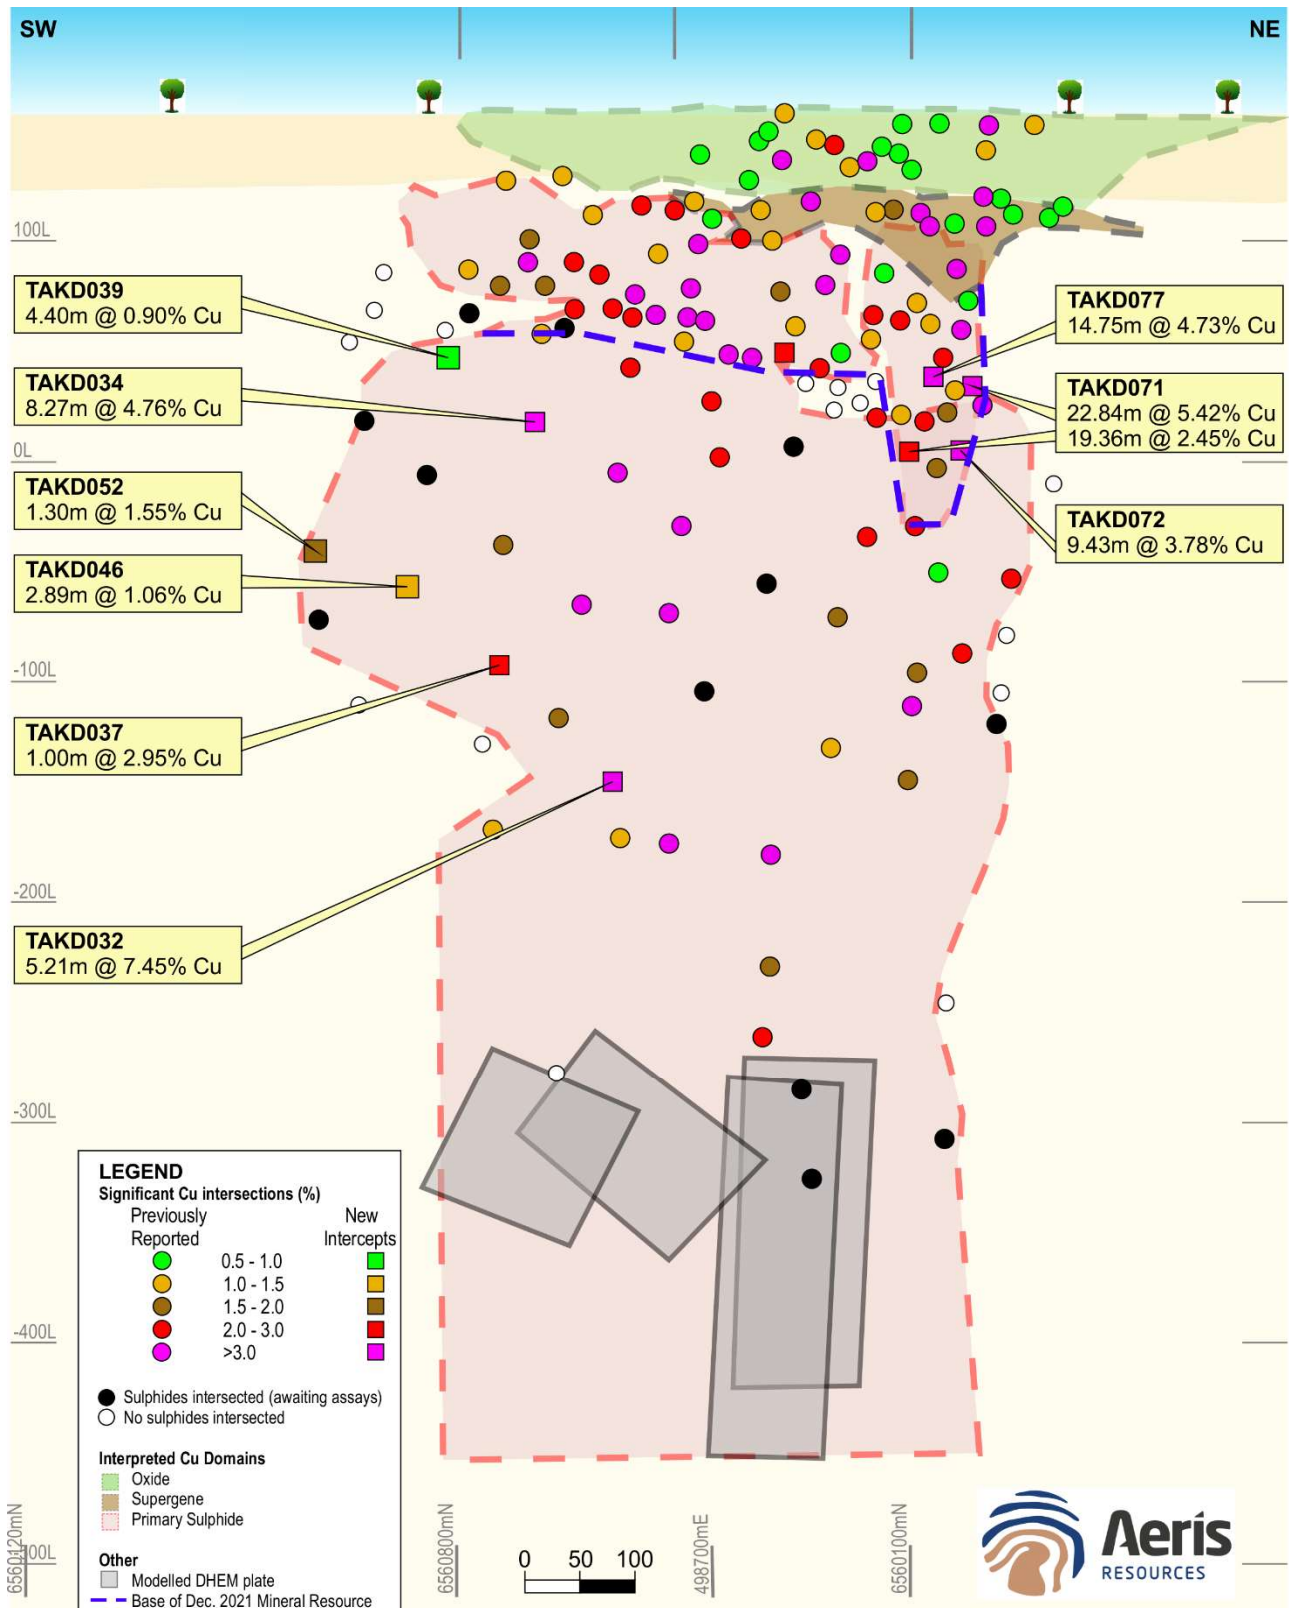 SW
NE
100L
TAKD039
4.40m @ 0.90% Cu
TAKD077
14.75m @ 4.73% Cu
TAKD034
8.27m @ 4.76% Cu
TAKD071
22.84m @ 5.42% Cu
19.36m @ 2.45% Cu
0L
TAKD052
1.30m @ 1.55% Cu
TAKD072
9.43m @ 3.78% Cu
TAKD046
2.89m @ 1.06% Cu
-100L
TAKD037
1.00m @ 2.95% Cu
-200L
TAKD032
5.21m @ 7.45% Cu
-300L
LEGEND
Significant Cu intersections (%)
Previously Reported
New Intercepts
0.5 - 1.0
1.0 - 1.5
1.5 - 2.0
2.0 - 3.0
>3.0
Sulphides intersected (awaiting assays)
No sulphides intersected
Interpreted Cu Domains
Oxide
Supergene
Primary Sulphide
Other
Modelled DHEM plate
Base of Dec. 2021 Mineral Resource
-400L
6560120mN
6560800mN
498700mE
6560100mN
0 50 100
Aeris
RESOURCES